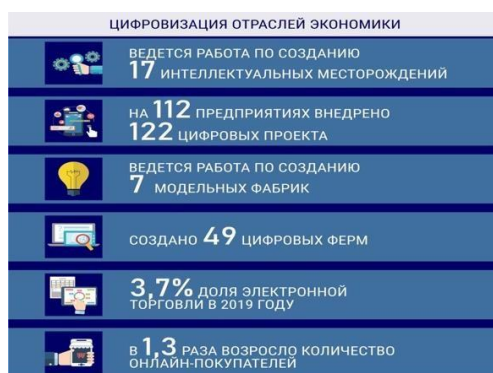 ЦИФРОВИЗАЦИЯ ОТРАСЛЕЙ ЭКОНОМИКИ
ВЕДЕТСЯ РАБОТА ПО СОЗДАНИЮ
17 ИНТЕЛЛЕКТУАЛЬНЫХ МЕСТОРОЖДЕНИЙ
НА 112 ПРЕДПРИЯТИЯХ ВНЕДРЕНО
122 ЦИФРОВЫХ ПРОЕКТА
ВЕДЕТСЯ РАБОТА ПО СОЗДАНИЮ
7 МОДЕЛЬНЫХ ФАБРИК
СОЗДАНО 49 ЦИФРОВЫХ ФЕРМ
3,7% ДОЛЯ ЭЛЕКТРОННОЙ
ТОРГОВЛИ В 2019 ГОДУ
В 1,3 РАЗА ВОЗРОСЛО КОЛИЧЕСТВО
ОНЛАЙН-ПОКУПАТЕЛЕЙ